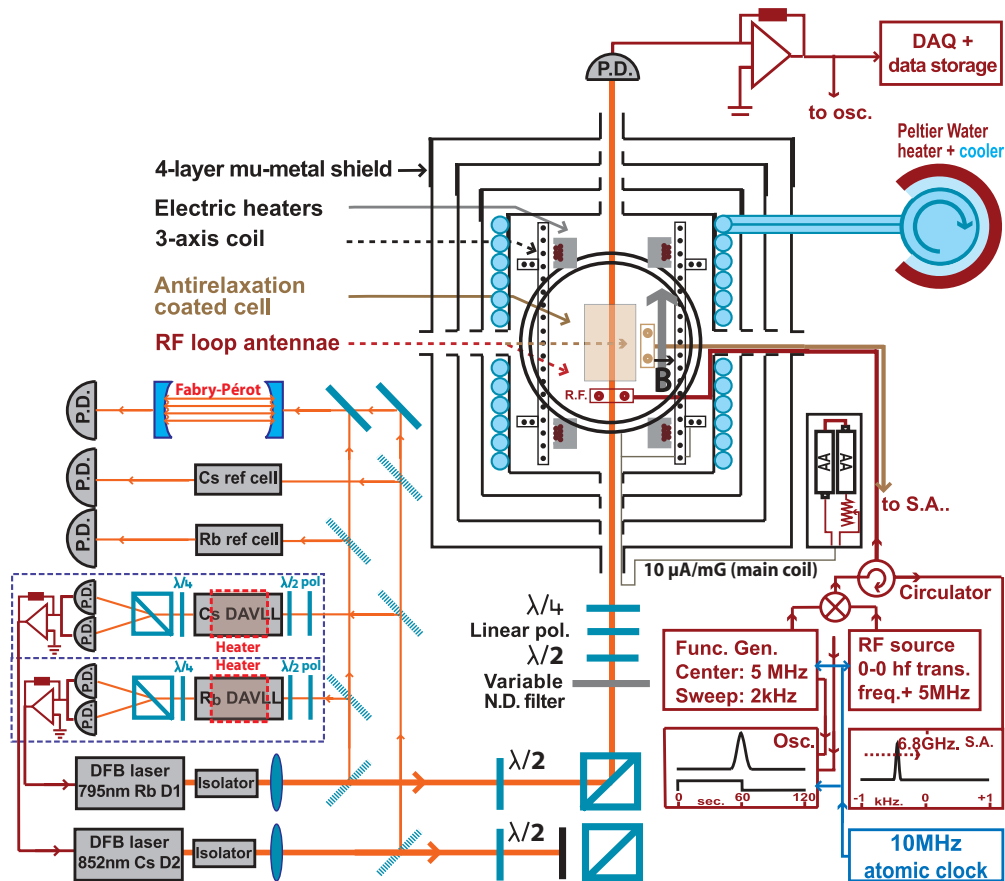 P.D.
DAQ +
data storage
to osc.
Peltier Water
heater + cooler
4-layer mu-metal shield
Electric heaters
3-axis coil
Antirelaxation
coated cell
RF loop antennae
B
R.F.
Fabry-Pérot
P.D.
Cs ref cell
P.D.
Rb ref cell
P.D.
AA
AA
to S.A..
10 µA/mG (main coil)
Circulator
λ/4
λ/2 pol
P.D.
P.D.
Cs DAVLL
Heater
Heater
λ/4
λ/2 pol
P.D.
P.D.
Rb DAVLL
λ/4
Linear pol.
λ/2
Variable
N.D. filter
Func. Gen.
Center: 5 MHz
Sweep: 2kHz
RF source
0-0 hf trans.
freq.+ 5MHz
Osc.
0
sec.
60
120
6.8GHz.
S.A.
-1
kHz.
0
+1
DFB laser
795nm Rb D1
Isolator
λ/2
DFB laser
852nm Cs D2
Isolator
λ/2
10MHz
atomic clock